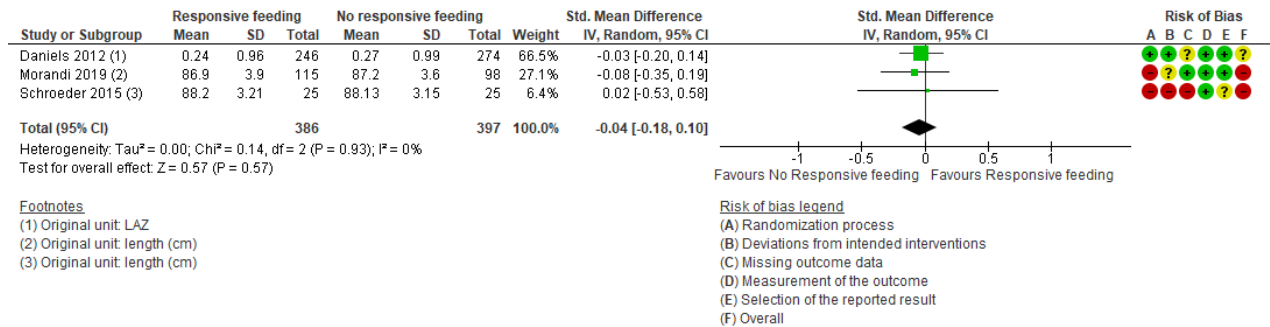 Responsive feeding No responsive feeding Std. Mean Difference Std. Mean Difference Risk of Bias
Study or Subgroup Mean SD Total Mean SD Total Weight IV, Random, 95% CI IV, Random, 95% CI A B C D E F
Daniels 2012 (1) 0.24 0.96 246 0.27 0.99 274 66.5% -0.03 [-0.20, 0.14] + + ? + + ?
Morandi 2019 (2) 86.9 3.9 115 87.2 3.6 98 27.1% -0.08 [-0.35, 0.19] - ? + + + -
Schroeder 2015 (3) 88.2 3.21 25 88.13 3.15 25 6.4% 0.02 [-0.53, 0.58] - - - + ? -
Total (95% CI) 386 397 100.0% -0.04 [-0.18, 0.10]
Heterogeneity: Tau² = 0.00; Chi² = 0.14, df = 2 (P = 0.93); I² = 0%
Test for overall effect: Z = 0.57 (P = 0.57)
-1 -0.5 0 0.5 1
Favours No Responsive feeding Favours Responsive feeding
Footnotes
(1) Original unit: LAZ
(2) Original unit: length (cm)
(3) Original unit: length (cm)
Risk of bias legend
(A) Randomization process
(B) Deviations from intended interventions
(C) Missing outcome data
(D) Measurement of the outcome
(E) Selection of the reported result
(F) Overall